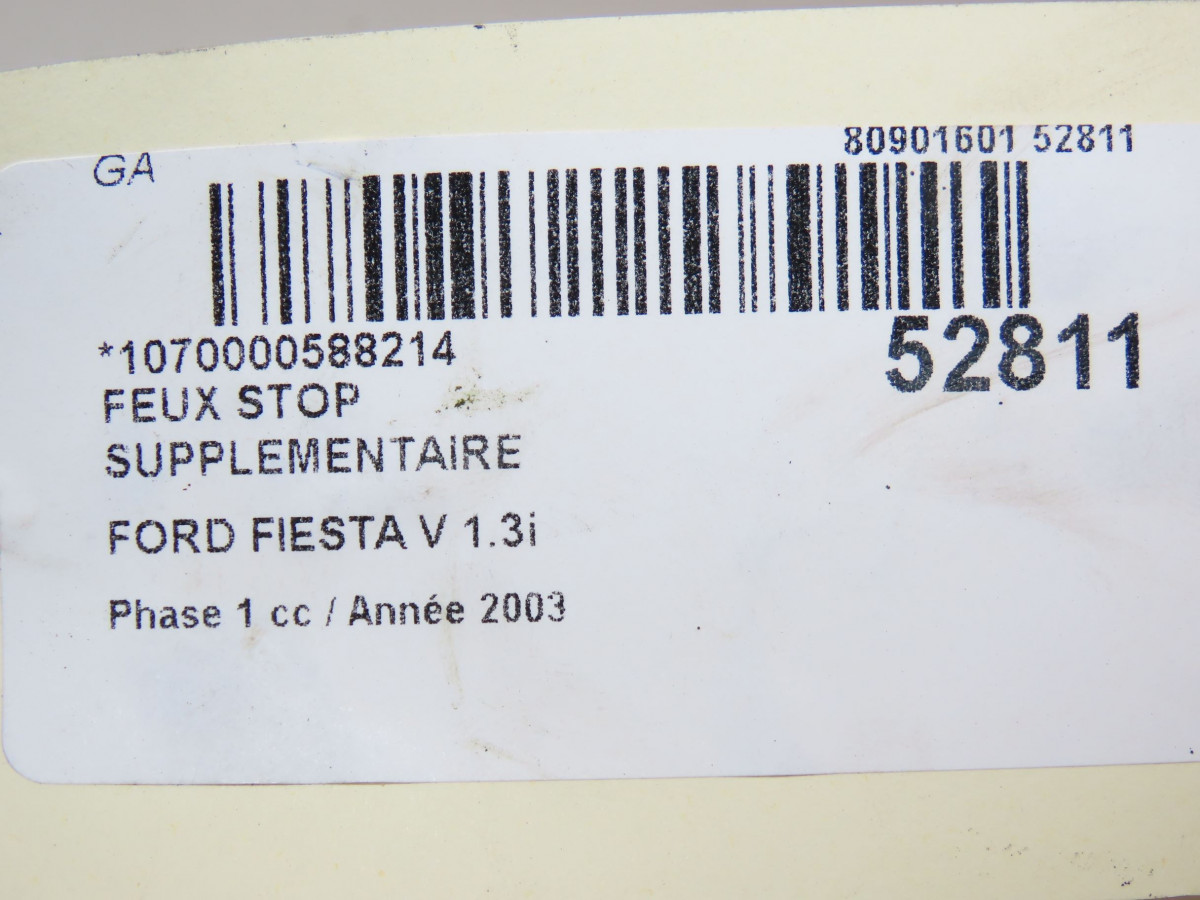 GA
80901601 52811
*1070000588214
52811
FEUX STOP
SUPPLEMENTAIRE
FORD FIESTA V 1.3i
Phase 1 cc / Année 2003